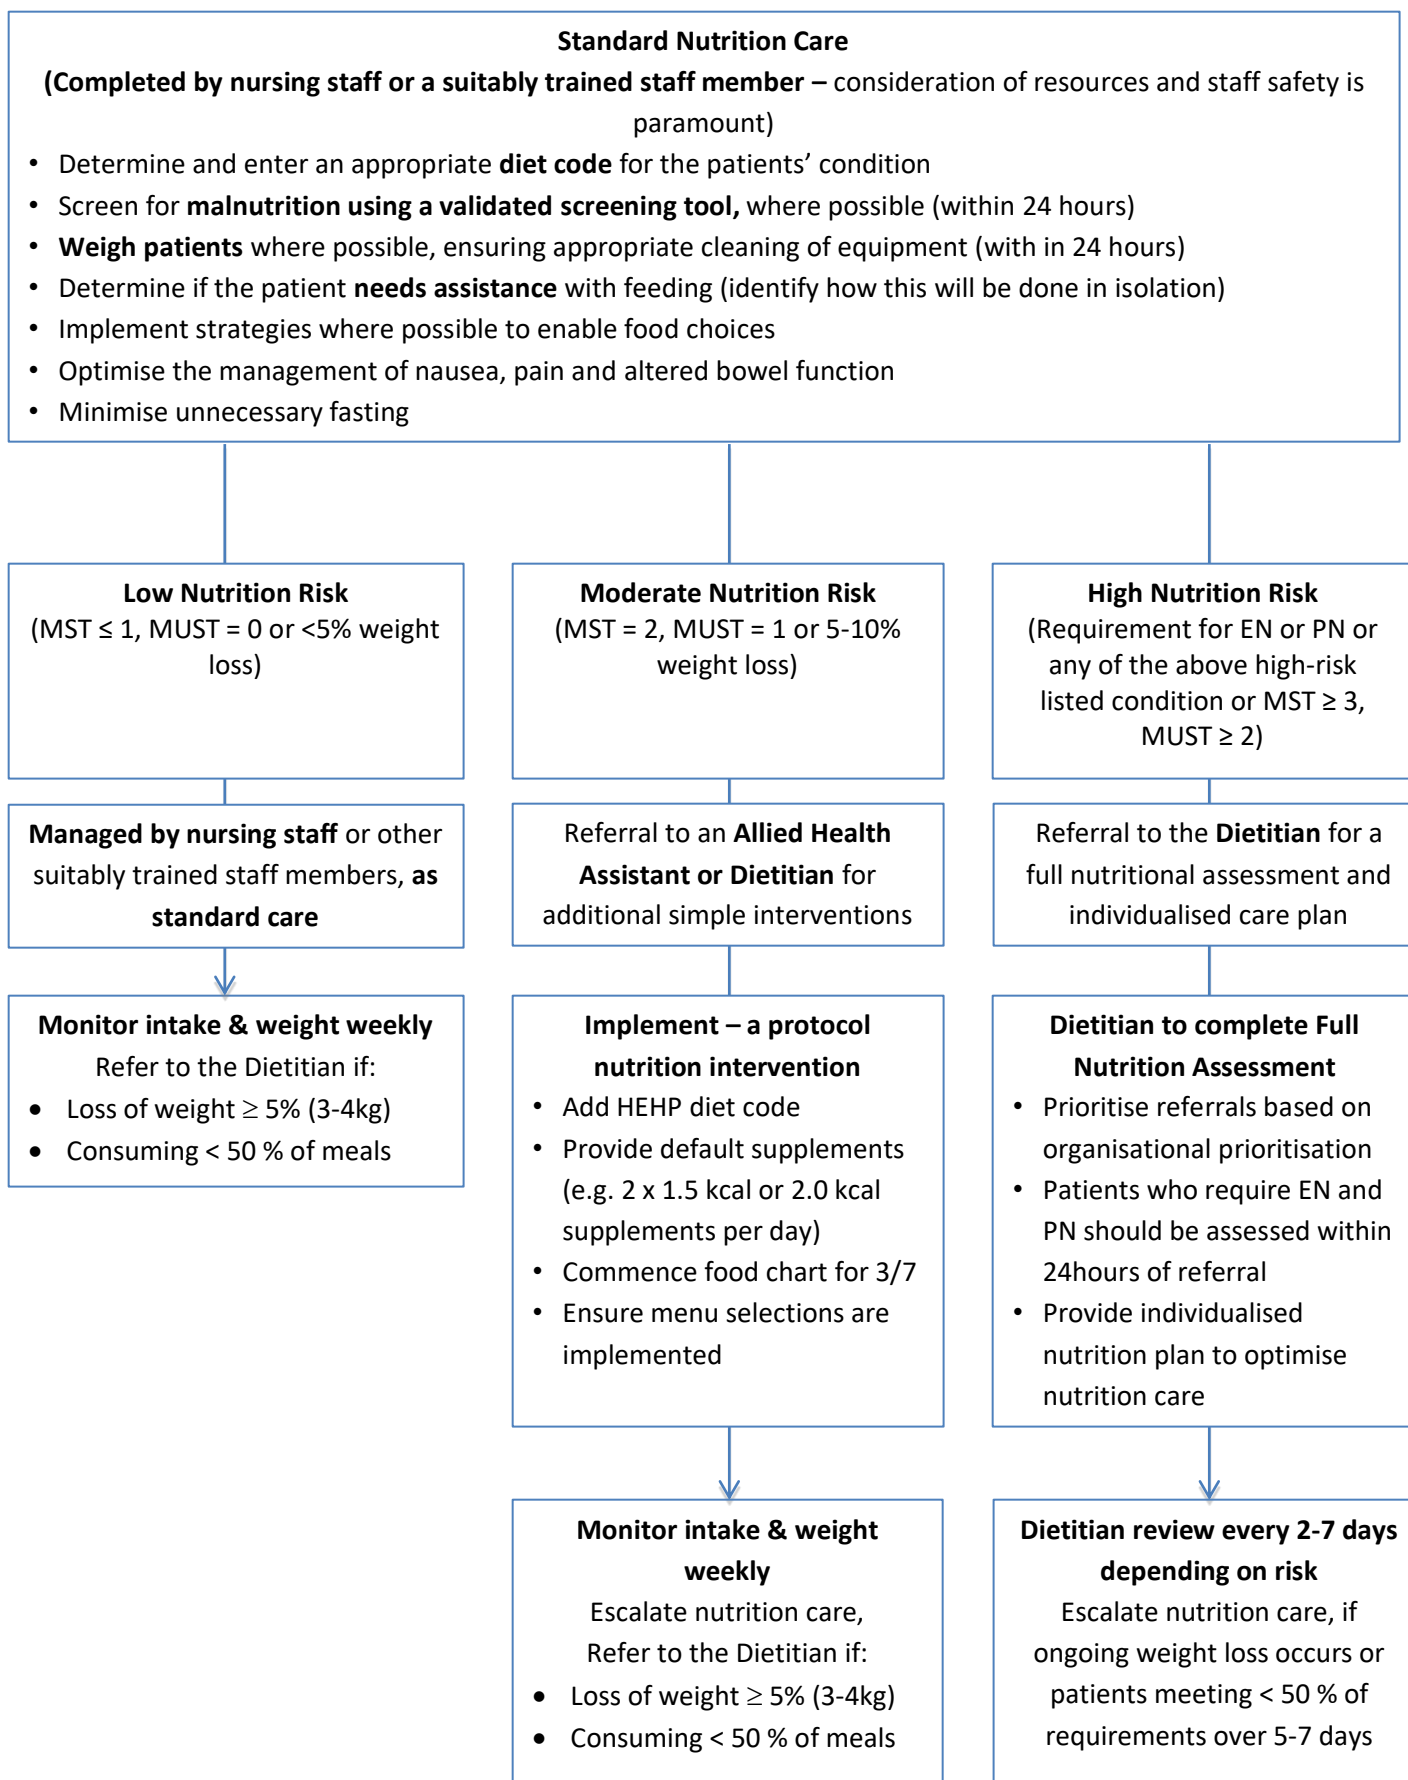 Standard Nutrition Care
(Completed by nursing staff or a suitably trained staff member – consideration of resources and staff safety is
paramount)
• Determine and enter an appropriate diet code for the patients’ condition
• Screen for malnutrition using a validated screening tool, where possible (within 24 hours)
• Weigh patients where possible, ensuring appropriate cleaning of equipment (with in 24 hours)
• Determine if the patient needs assistance with feeding (identify how this will be done in isolation)
• Implement strategies where possible to enable food choices
• Optimise the management of nausea, pain and altered bowel function
• Minimise unnecessary fasting
Low Nutrition Risk
(MST ≤ 1, MUST = 0 or <5% weight
loss)
Managed by nursing staff or other
suitably trained staff members, as
standard care
Monitor intake & weight weekly
Refer to the Dietitian if:
• Loss of weight ≥ 5% (3-4kg)
• Consuming < 50 % of meals
Moderate Nutrition Risk
(MST = 2, MUST = 1 or 5-10%
weight loss)
Referral to an Allied Health
Assistant or Dietitian for
additional simple interventions
Implement – a protocol
nutrition intervention
• Add HEHP diet code
• Provide default supplements
(e.g. 2 x 1.5 kcal or 2.0 kcal
supplements per day)
• Commence food chart for 3/7
• Ensure menu selections are
implemented
Monitor intake & weight
weekly
Escalate nutrition care,
Refer to the Dietitian if:
• Loss of weight ≥ 5% (3-4kg)
• Consuming < 50 % of meals
High Nutrition Risk
(Requirement for EN or PN or
any of the above high-risk
listed condition or MST ≥ 3,
MUST ≥ 2)
Referral to the Dietitian for a
full nutritional assessment and
individualised care plan
Dietitian to complete Full
Nutrition Assessment
• Prioritise referrals based on
organisational prioritisation
• Patients who require EN and
PN should be assessed within
24hours of referral
• Provide individualised
nutrition plan to optimise
nutrition care
Dietitian review every 2-7 days
depending on risk
Escalate nutrition care, if
ongoing weight loss occurs or
patients meeting < 50 % of
requirements over 5-7 days